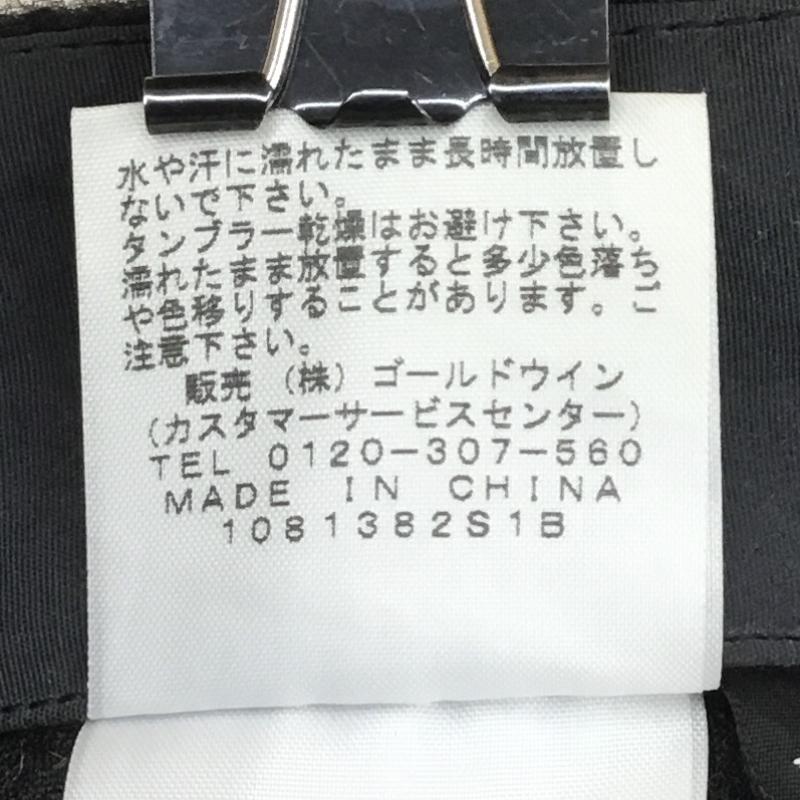 水や汗に濡れたまま長時間放置し
ないで下さい。
タンブラー乾燥はお避け下さい。
濡れたまま放置すると多少色落ち
や色移りすることがあります。ご
注意下さい。
販売 (株) ゴールドウイン
(カスタマーサービスセンター)
TEL 0120-307-560
MADE IN CHINA
1081382S1B